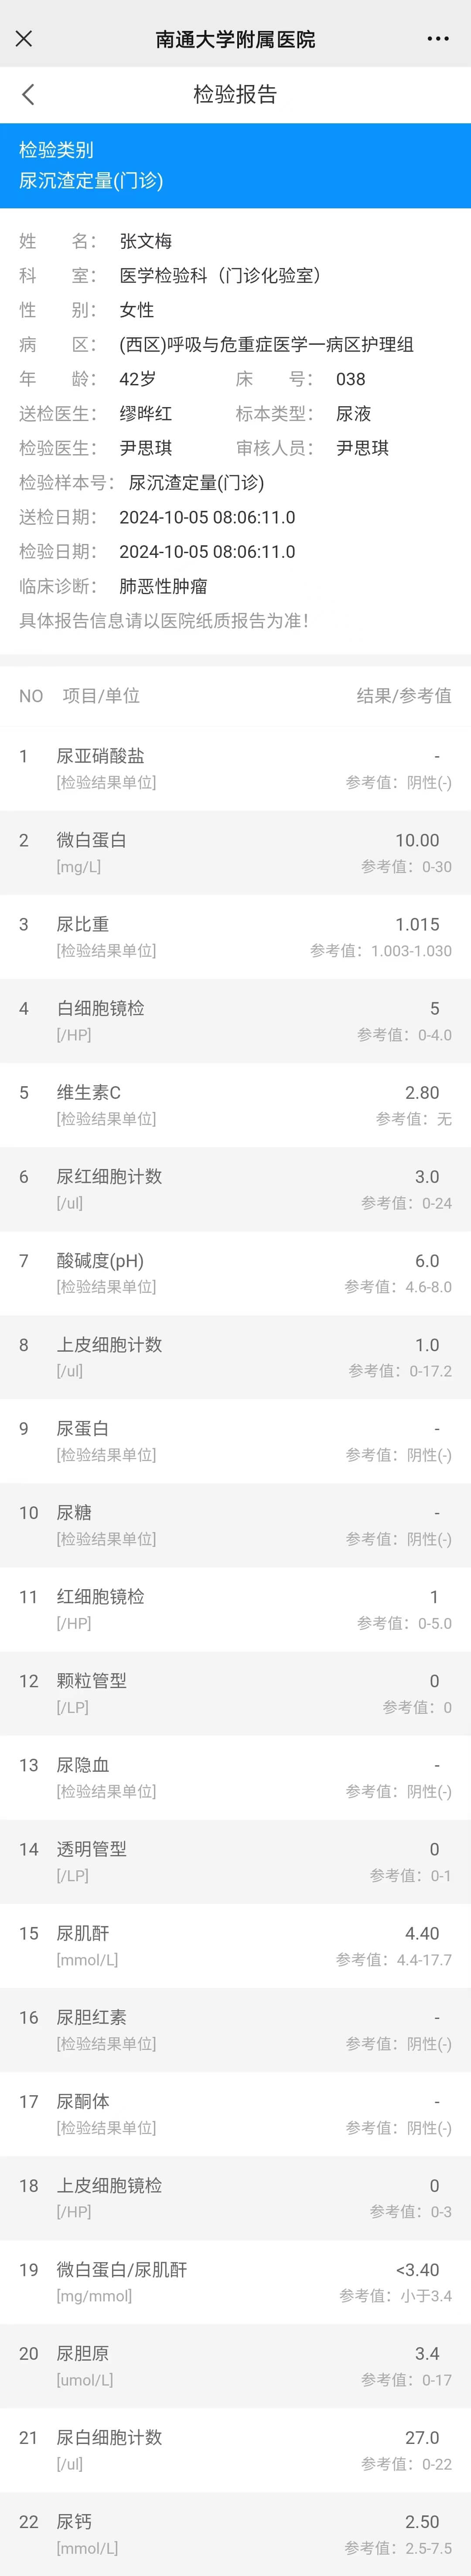 南通大学附属医院
检验报告
检验类别
尿沉渣定量(门诊)
姓 名： 张文梅
科 室： 医学检验科（门诊化验室）
性 别： 女性
病 区： (西区)呼吸与危重症医学一病区护理组
年 龄： 42岁 床 号： 038
送检医生： 缪晔红 标本类型： 尿液
检验医生： 尹思琪 审核人员： 尹思琪
检验样本号： 尿沉渣定量(门诊)
送检日期： 2024-10-05 08:06:11.0
检验日期： 2024-10-05 08:06:11.0
临床诊断： 肺恶性肿瘤
具体报告信息请以医院纸质报告为准！
NO 项目/单位 结果/参考值
1 尿亚硝酸盐 -
[检验结果单位] 参考值：阴性(-)
2 微白蛋白 10.00
[mg/L] 参考值：0-30
3 尿比重 1.015
[检验结果单位] 参考值：1.003-1.030
4 白细胞镜检 5
[/HP] 参考值：0-4.0
5 维生素C 2.80
[检验结果单位] 参考值：无
6 尿红细胞计数 3.0
[/ul] 参考值：0-24
7 酸碱度(pH) 6.0
[检验结果单位] 参考值：4.6-8.0
8 上皮细胞计数 1.0
[/ul] 参考值：0-17.2
9 尿蛋白 -
[检验结果单位] 参考值：阴性(-)
10 尿糖 -
[检验结果单位] 参考值：阴性(-)
11 红细胞镜检 1
[/HP] 参考值：0-5.0
12 颗粒管型 0
[/LP] 参考值：0
13 尿隐血 -
[检验结果单位] 参考值：阴性(-)
14 透明管型 0
[/LP] 参考值：0-1
15 尿肌酐 4.40
[mmol/L] 参考值：4.4-17.7
16 尿胆红素 -
[检验结果单位] 参考值：阴性(-)
17 尿酮体 -
[检验结果单位] 参考值：阴性(-)
18 上皮细胞镜检 0
[/HP] 参考值：0-3
19 微白蛋白/尿肌酐 <3.40
[mg/mmol] 参考值：小于3.4
20 尿胆原 3.4
[umol/L] 参考值：0-17
21 尿白细胞计数 27.0
[/ul] 参考值：0-22
22 尿钙 2.50
[mmol/L] 参考值：2.5-7.5